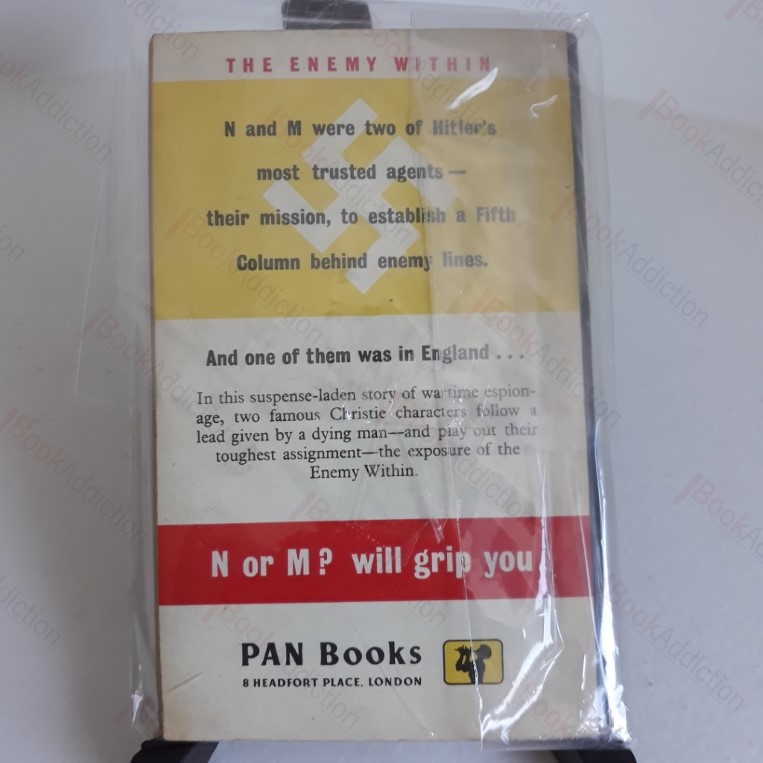 THE ENEMY WITHIN
N and M were two of Hitler's
most trusted agents —
their mission, to establish a Fifth
Column behind enemy lines.
And one of them was in England . . .
In this suspense-laden story of wartime espion-
age, two famous Christie characters follow a
lead given by a dying man—and play out their
toughest assignment—the exposure of the
Enemy Within.
N or M? will grip you
PAN Books
8 HEADFORT PLACE, LONDON
BookAddiction